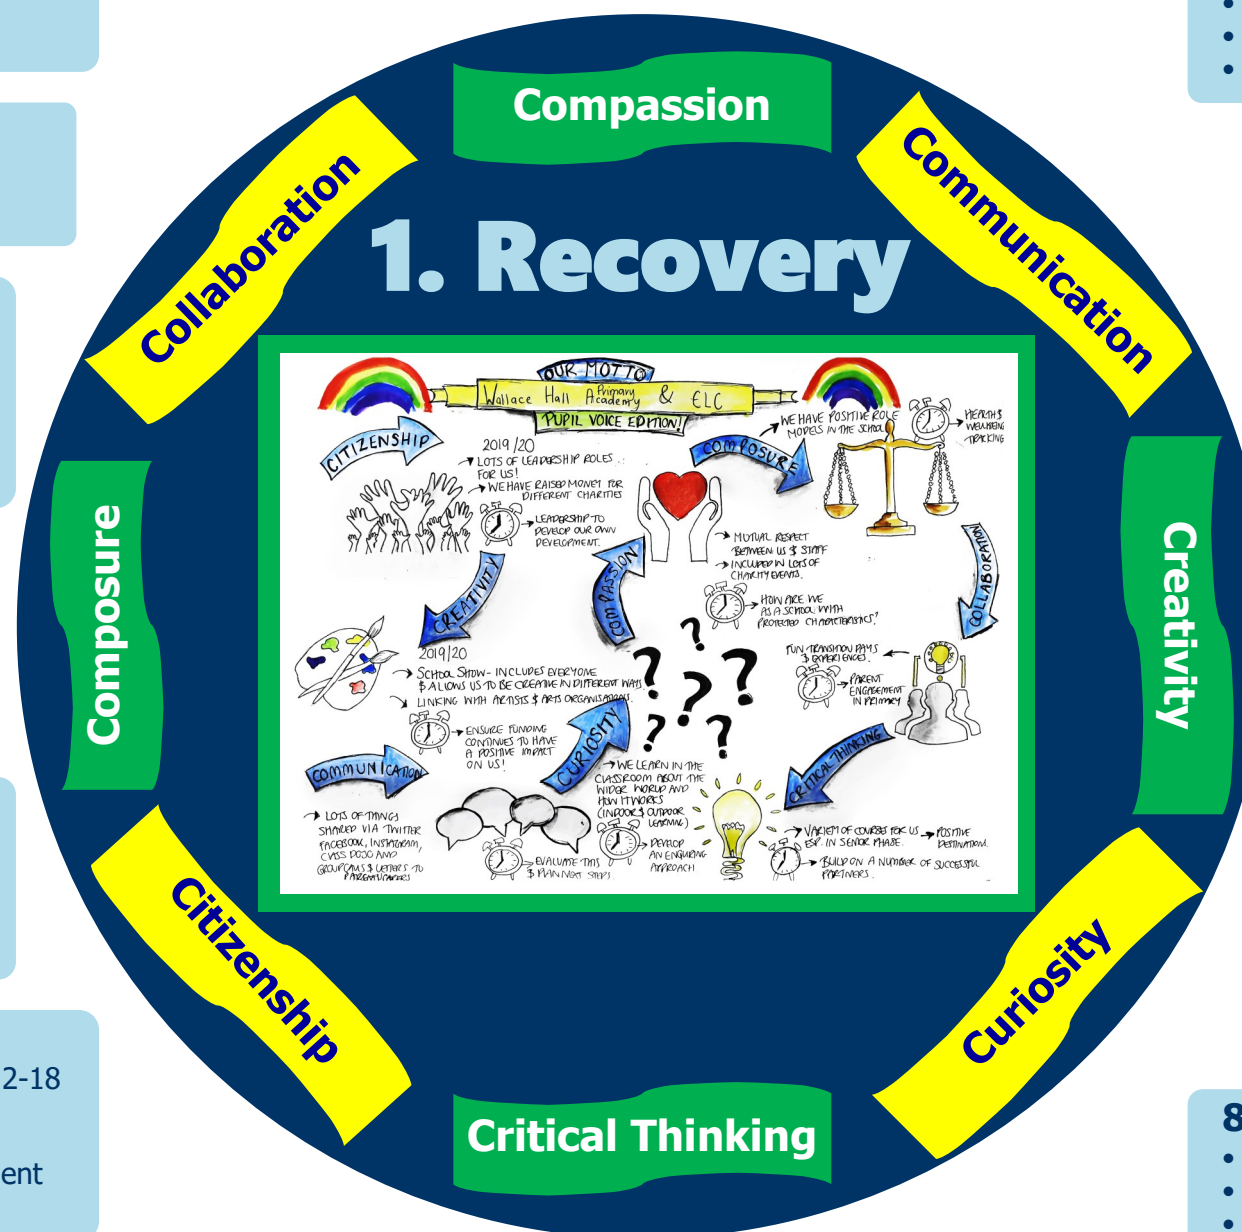 Compassion
Communication
Collaboration
1. Recovery
OUR MOTTO
Wallace Hall Academy Primary & ELC
PUPIL VOICE EDITION!
CITIZENSHIP
2019/20
LOTS OF LEADERSHIP ROLES
FOR US!
WE HAVE RAISED MONEY FOR
DIFFERENT CHARITIES
LEADERSHIP TO
DEVELOP OUR OWN
DEVELOPMENT.
COMPOSURE
WE HAVE POSITIVE ROLE
MODELS IN THE SCHOOL
HEALTH &
WELLBEING
TRACKING
COMPASSION
MUTUAL RESPECT
BETWEEN US & STAFF
INCLUDED IN LOTS OF
CHARITY EVENTS.
HOW ARE WE
AS A SCHOOL WITH
PROTECTED CHARACTERISTICS?
COLLABORATION
FUN TRANSITION DAYS
& EXPERIENCES.
PARENT
ENGAGEMENT
IN PRIMARY
CREATIVITY
2019/20
SCHOOL SHOW- INCLUDES EVERYONE
& ALLOWS US TO BE CREATIVE IN DIFFERENT WAYS
LINKING WITH ARTISTS & ARTS ORGANISATIONS.
ENSURE FUNDING
CONTINUES TO HAVE
A POSITIVE IMPACT
ON US!
COMMUNICATION
LOTS OF THINGS
SHARED VIA TWITTER
FACEBOOK, INSTAGRAM,
CLASS DOJO AND
GROUPCALLS & LETTERS TO
PARENTS/CARERS
EVALUATE THIS
& PLAN NEXT STEPS
CURIOSITY
? ? ? ? ? ?
WE LEARN IN THE
CLASSROOM ABOUT THE
WIDER WORLD AND
HOW IT WORKS
(INDOOR & OUTDOOR
LEARNING)
DEVELOP
AN ENQUIRING
APPROACH
CRITICAL THINKING
VARIETY OF COURSES FOR US
ESP. IN SENIOR PHASE.
POSITIVE
DESTINATION.
BUILD ON A NUMBER OF SUCCESSFUL
PARTNERS.
Composure
Creativity
Citizenship
Curiosity
Critical Thinking
2-18
ent
8